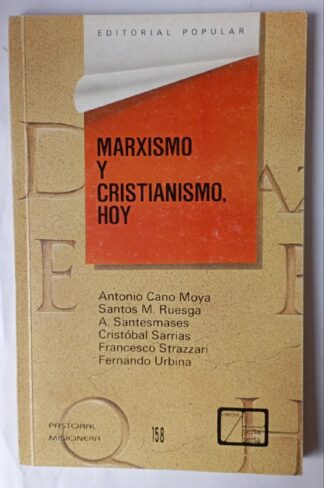 EDITORIAL POPULAR
MARXISMO
Y
CRISTIANISMO,
HOY
Antonio Cano Moya
Santos M. Ruesga
A. Santesmases
Cristóbal Sarrias
Francesco Strazzari
Fernando Urbina
PASTORAL
MISIONERA
158